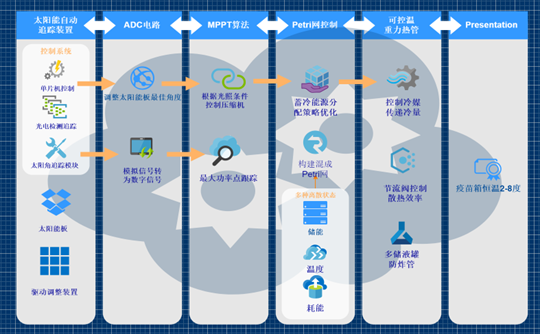 太阳能自动
追踪装置
ADC电路
MPPT算法
Petri网控制
可控温
重力热管
Presentation
控制系统
单片机控制
光电检测追踪
太阳角追踪模块
太阳能板
驱动调整装置
调整太阳能板最佳角度
模拟信号转
为数字信号
根据光照条件
控制压缩机
最大功率点跟踪
蓄冷能源分
配策略优化
构建混成
Petri网
多种离散状态
储能
温度
耗能
控制冷媒
传递冷量
节流阀控制
散热效率
多储液罐
防炸管
疫苗箱恒温2-8度